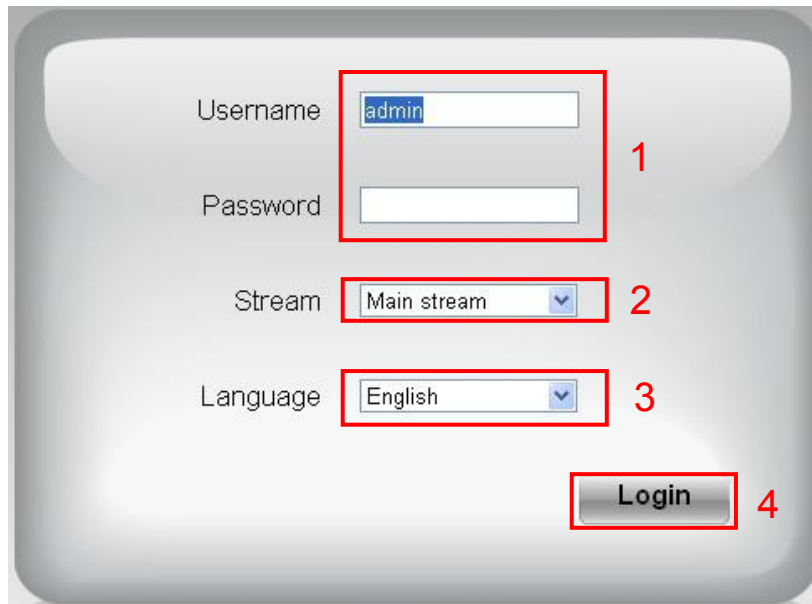 Username admin
1
Password
Stream Main stream 2
Language English 3
Login 4